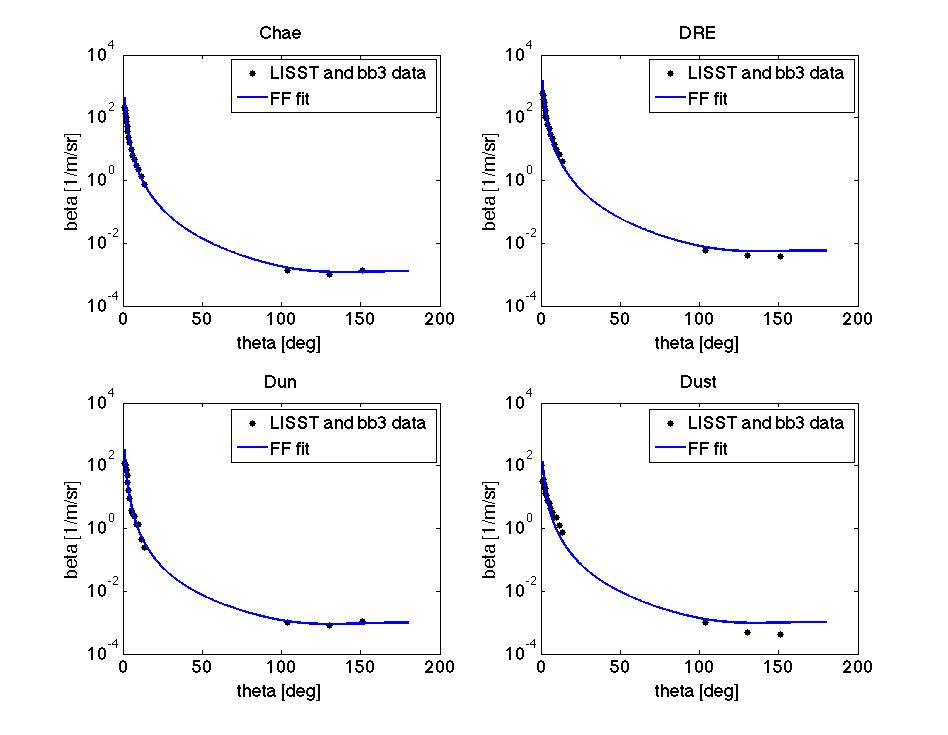 Chae
10^4
10^2
10^0
10^-2
10^-4
beta [1/m/sr]
LISST and bb3 data
FF fit
0 50 100 150 200
theta [deg]
DRE
10^4
10^2
10^0
10^-2
10^-4
beta [1/m/sr]
LISST and bb3 data
FF fit
0 50 100 150 200
theta [deg]
Dun
10^4
10^2
10^0
10^-2
10^-4
beta [1/m/sr]
LISST and bb3 data
FF fit
0 50 100 150 200
theta [deg]
Dust
10^4
10^2
10^0
10^-2
10^-4
beta [1/m/sr]
LISST and bb3 data
FF fit
0 50 100 150 200
theta [deg]